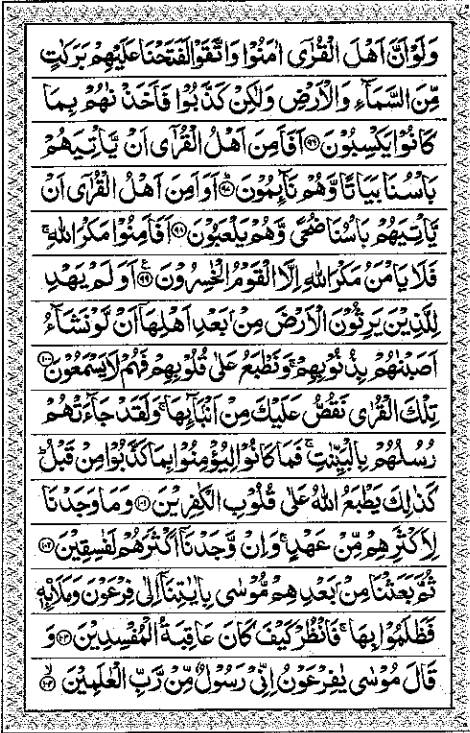 وَلَوْ اَنَّ اَهْلَ الْقُرٰٓى اٰمَنُوْا وَاتَّقَوْا لَفَتَحْنَا عَلَيْهِمْ بَرَكٰتٍ
مِّنَ السَّمَآءِ وَالْاَرْضِ وَلٰكِنْ كَذَّبُوْا فَاَخَذْنٰهُمْ بِمَا
كَانُوْا يَكْسِبُوْنَ ﴿۹۶﴾ اَفَاَمِنَ اَهْلُ الْقُرٰٓى اَنْ يَّاْتِيَهُمْ
بَاْسُنَا بَيَاتًا وَّهُمْ نَآئِمُوْنَ ﴿۹۷﴾ اَوَاَمِنَ اَهْلُ الْقُرٰٓى اَنْ
يَّاْتِيَهُمْ بَاْسُنَا ضُحًى وَّهُمْ يَلْعَبُوْنَ ﴿۹۸﴾ اَفَاَمِنُوْا مَكْرَ اللّٰهِ ۚ
فَلَا يَاْمَنُ مَكْرَ اللّٰهِ اِلَّا الْقَوْمُ الْخٰسِرُوْنَ ﴿۹۹﴾ اَوَلَمْ يَهْدِ
لِلَّذِيْنَ يَرِثُوْنَ الْاَرْضَ مِنْۢ بَعْدِ اَهْلِهَآ اَنْ لَّوْ نَشَآءُ
اَصَبْنٰهُمْ بِذُنُوْبِهِمْ ۚ وَنَطْبَعُ عَلٰى قُلُوْبِهِمْ فَهُمْ لَا يَسْمَعُوْنَ ﴿۱۰۰﴾
تِلْكَ الْقُرٰى نَقُصُّ عَلَيْكَ مِنْ اَنْۢبَآئِهَا ۚ وَلَقَدْ جَآءَتْهُمْ
رُسُلُهُمْ بِالْبَيِّنٰتِ ۚ فَمَا كَانُوْا لِيُؤْمِنُوْا بِمَا كَذَّبُوْا مِنْ قَبْلُ ؕ
كَذٰلِكَ يَطْبَعُ اللّٰهُ عَلٰى قُلُوْبِ الْكٰفِرِيْنَ ﴿۱۰۱﴾ وَمَا وَجَدْنَا
لِاَكْثَرِهِمْ مِّنْ عَهْدٍ ۚ وَاِنْ وَّجَدْنَآ اَكْثَرَهُمْ لَفٰسِقِيْنَ ﴿۱۰۲﴾
ثُمَّ بَعَثْنَا مِنْۢ بَعْدِهِمْ مُّوْسٰى بِاٰيٰتِنَآ اِلٰى فِرْعَوْنَ وَمَلَا۟ئِهٖ
فَظَلَمُوْا بِهَا ۚ فَانْظُرْ كَيْفَ كَانَ عَاقِبَةُ الْمُفْسِدِيْنَ ﴿۱۰۳﴾ وَ
قَالَ مُوْسٰى يٰفِرْعَوْنُ اِنِّيْ رَسُوْلٌ مِّنْ رَّبِّ الْعٰلَمِيْنَ ﴿۱۰۴﴾ ۙ